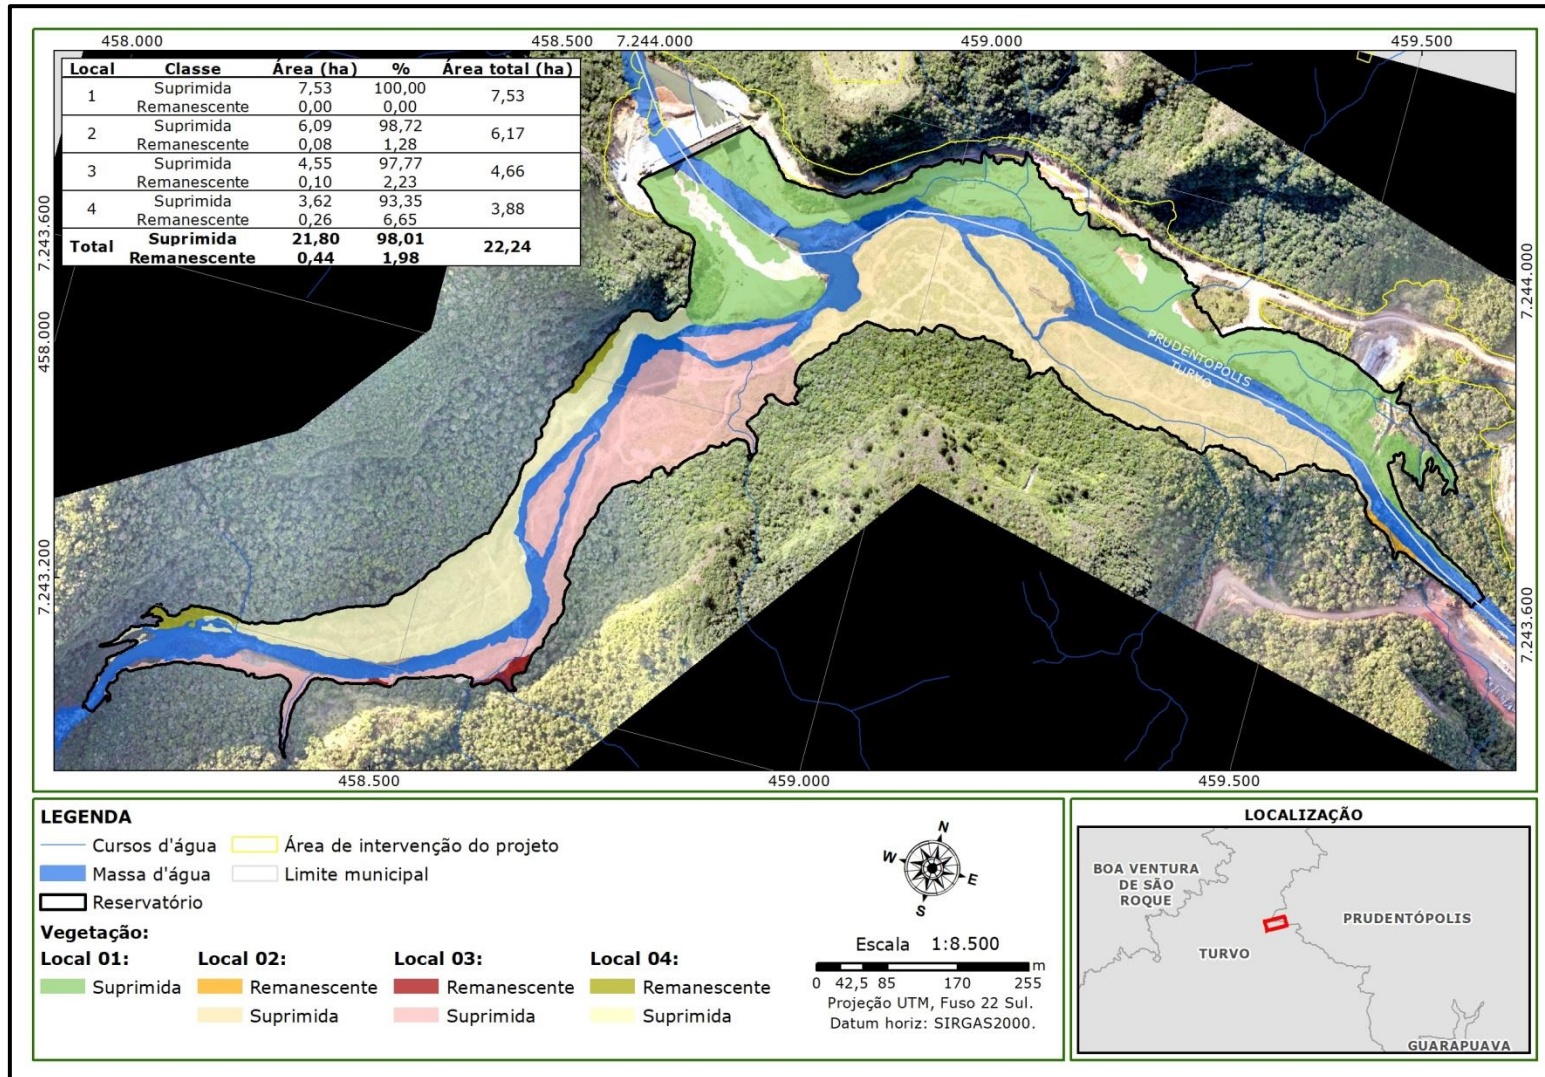 458.000 458.500 7.244.000 459.000 459.500
Local Classe Área (ha) % Área total (ha)
1 Suprimida 7,53 100,00 7,53
Remanescente 0,00 0,00
2 Suprimida 6,09 98,72 6,17
Remanescente 0,08 1,28
3 Suprimida 4,55 97,77 4,66
Remanescente 0,10 2,23
4 Suprimida 3,62 93,35 3,88
Remanescente 0,26 6,65
Total Suprimida 21,80 98,01 22,24
Remanescente 0,44 1,98
7.243.600
458.000
7.243.200
7.244.000
7.243.600
PRUDENTÓPOLIS
TURVO
458.500 459.000 459.500
LEGENDA
Cursos d'água Área de intervenção do projeto
Massa d'água Limite municipal
Reservatório
Vegetação:
Local 01: Local 02: Local 03: Local 04:
Suprimida Remanescente Remanescente Remanescente
Suprimida Suprimida Suprimida
N
W
E
S
Escala 1:8.500
m
0 42,5 85 170 255
Projeção UTM, Fuso 22 Sul.
Datum horiz: SIRGAS2000.
LOCALIZAÇÃO
BOA VENTURA
DE SÃO
ROQUE
PRUDENTÓPOLIS
TURVO
GUARAPUAVA